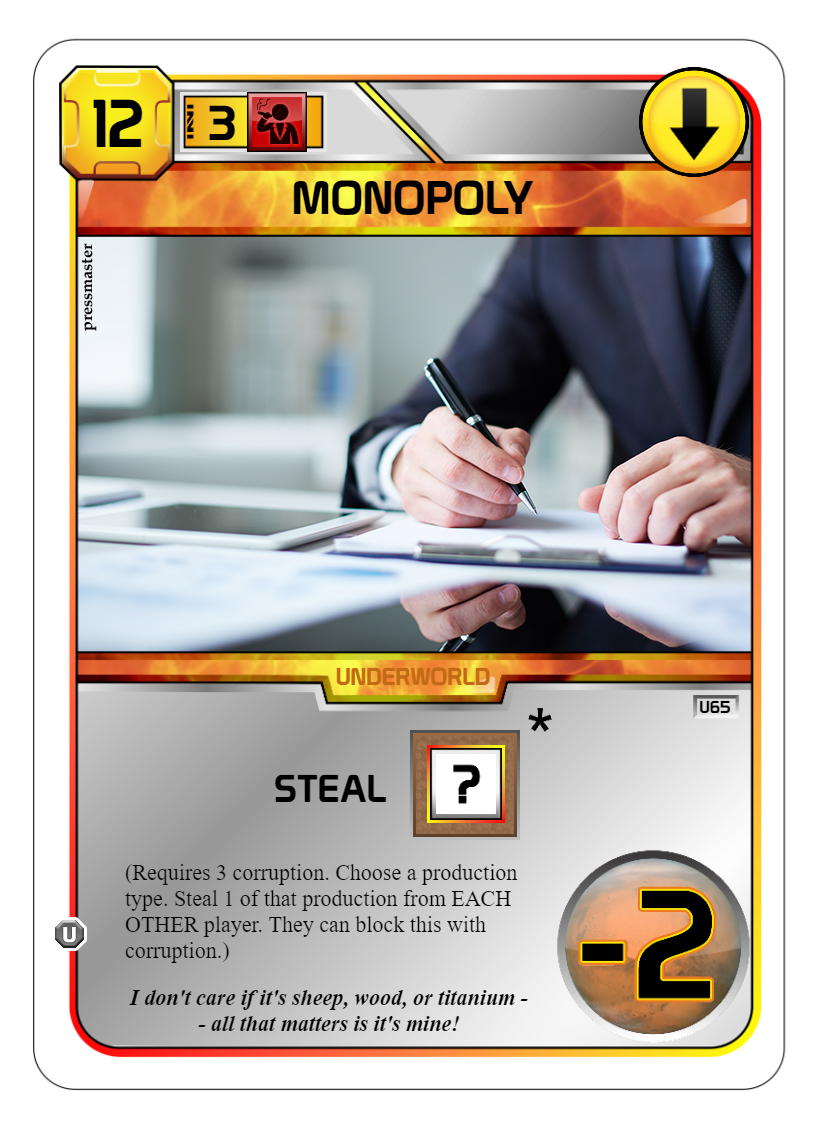 12
3
MONOPOLY
pressmaster
UNDERWORLD
U65
STEAL ? *
(Requires 3 corruption. Choose a production
type. Steal 1 of that production from EACH
OTHER player. They can block this with
corruption.)
U
-2
I don't care if it's sheep, wood, or titanium -
- all that matters is it's mine!